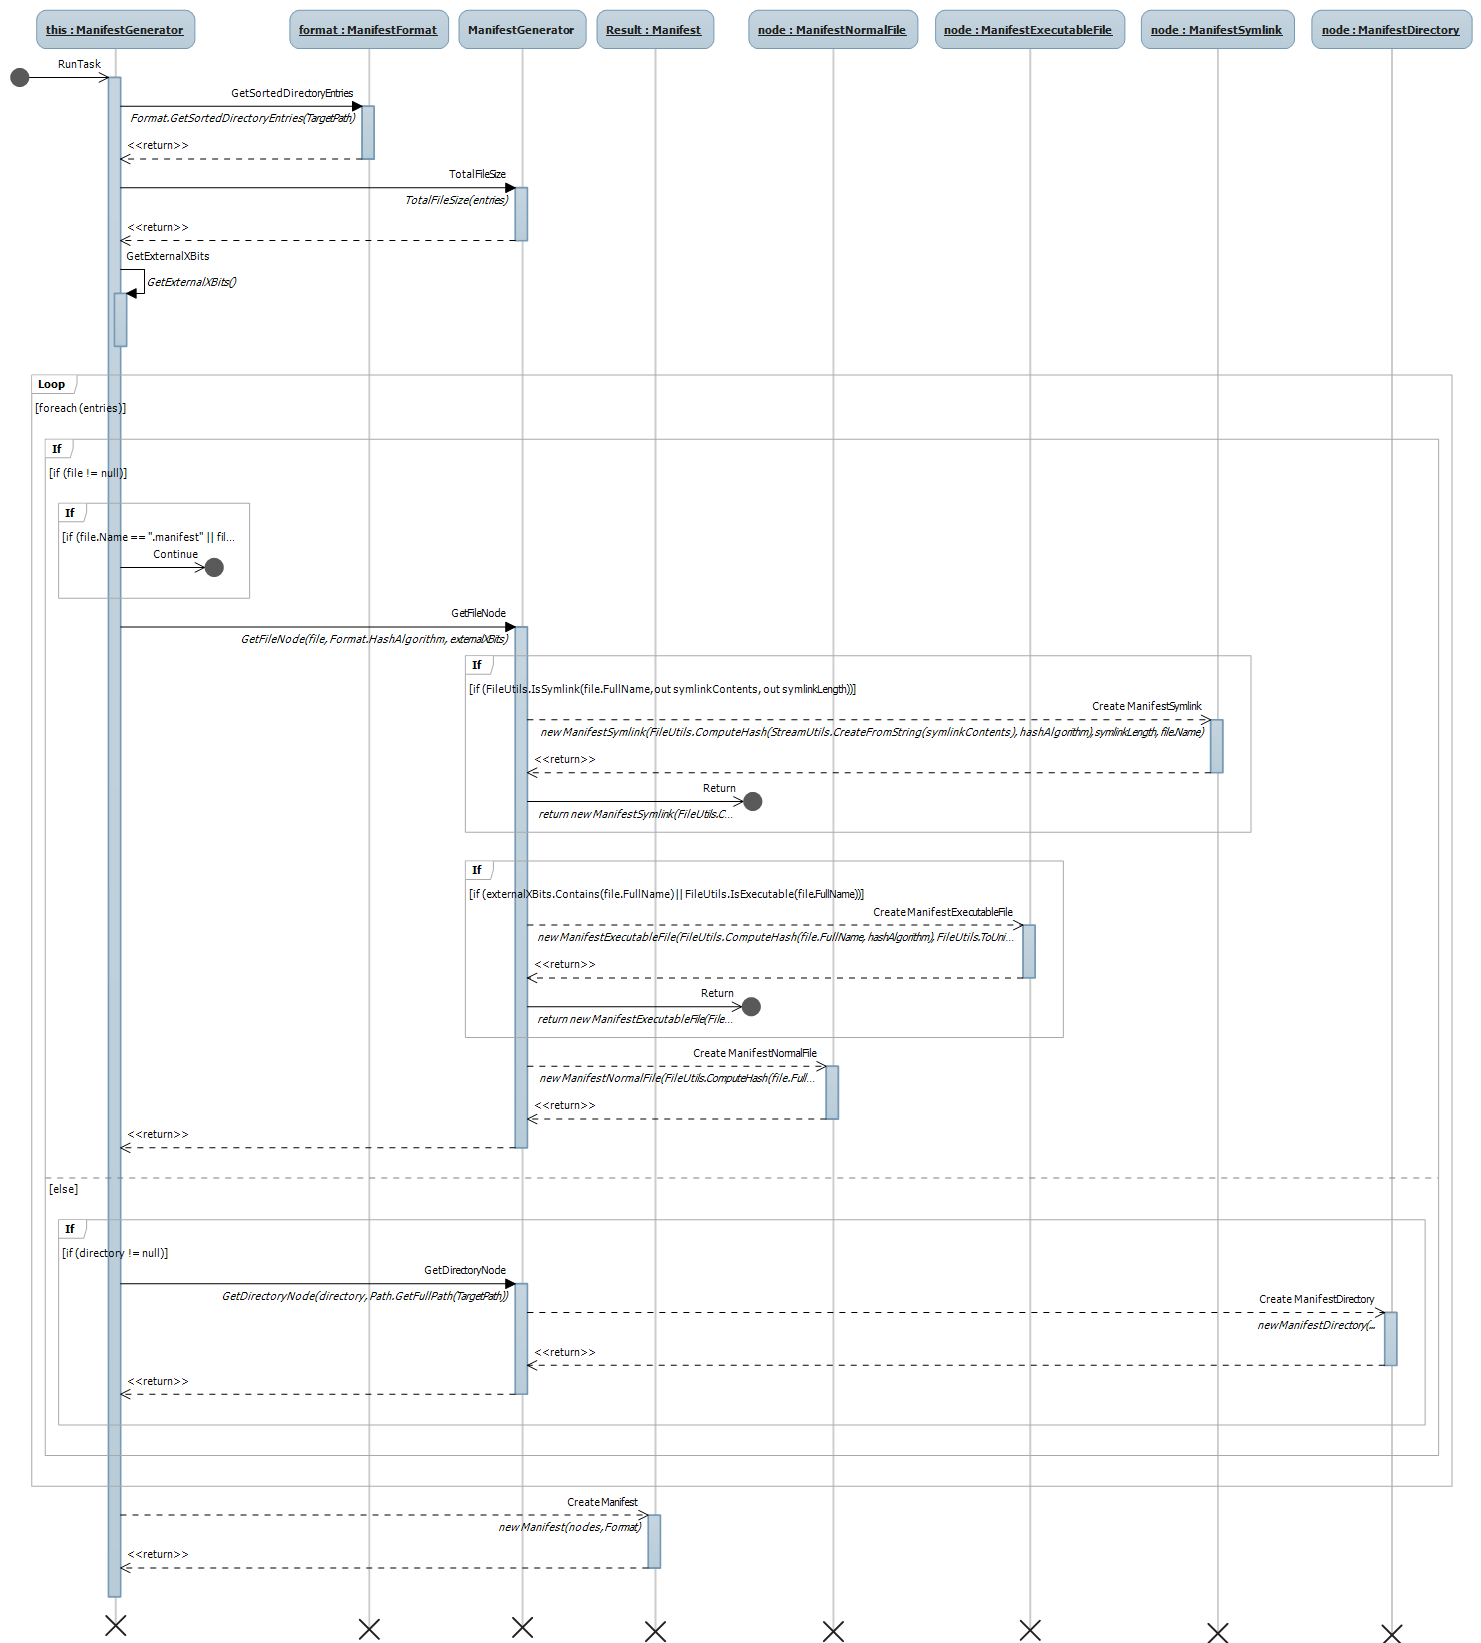 this : ManifestGenerator
format : ManifestFormat
ManifestGenerator
Result : Manifest
node : ManifestNormalFile
node : ManifestExecutableFile
node : ManifestSymlink
node : ManifestDirectory
RunTask
GetSortedDirectoryEntries
Format.GetSortedDirectoryEntries(TargetPath)
<<return>>
TotalFileSize
TotalFileSize(entries)
<<return>>
GetExternalXBits
GetExternalXBits()
Loop
[foreach (entries)]
If
[if (file != null)]
If
[if (file.Name == ".manifest" || fil...
Continue
GetFileNode
GetFileNode(file, Format.HashAlgorithm, externalXBits)
If
[if (FileUtils.IsSymlink(file.FullName, out symlinkContents, out symlinkLength))]
Create ManifestSymlink
new ManifestSymlink(FileUtils.ComputeHash(StreamUtils.CreateFromString(symlinkContents), hashAlgorithm), symlinkLength, file.Name)
<<return>>
Return
return new ManifestSymlink(FileUtils.C...
If
[if (externalXBits.Contains(file.FullName) || FileUtils.IsExecutable(file.FullName))]
Create ManifestExecutableFile
new ManifestExecutableFile(FileUtils.ComputeHash(file.FullName, hashAlgorithm), FileUtils.ToUni...
<<return>>
Return
return new ManifestExecutableFile(File...
Create ManifestNormalFile
new ManifestNormalFile(FileUtils.ComputeHash(file.Full...
<<return>>
<<return>>
[else]
If
[if (directory != null)]
GetDirectoryNode
GetDirectoryNode(directory, Path.GetFullPath(TargetPath))
Create ManifestDirectory
new ManifestDirectory(...
<<return>>
<<return>>
Create Manifest
new Manifest(nodes, Format)
<<return>>